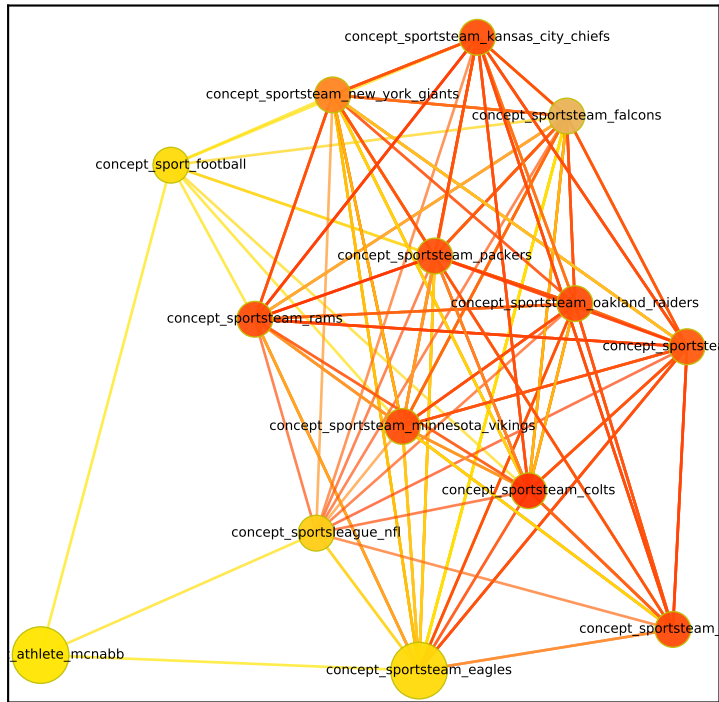 concept_sportsteam_kansas_city_chiefs
concept_sportsteam_new_york_giants
concept_sportsteam_falcons
concept_sport_football
concept_sportsteam_packers
concept_sportsteam_oakland_raiders
concept_sportsteam_rams
concept_sportstea
concept_sportsteam_minnesota_vikings
concept_sportsteam_colts
concept_sportsleague_nfl
concept_sportsteam_
_athlete_mcnabb
concept_sportsteam_eagles